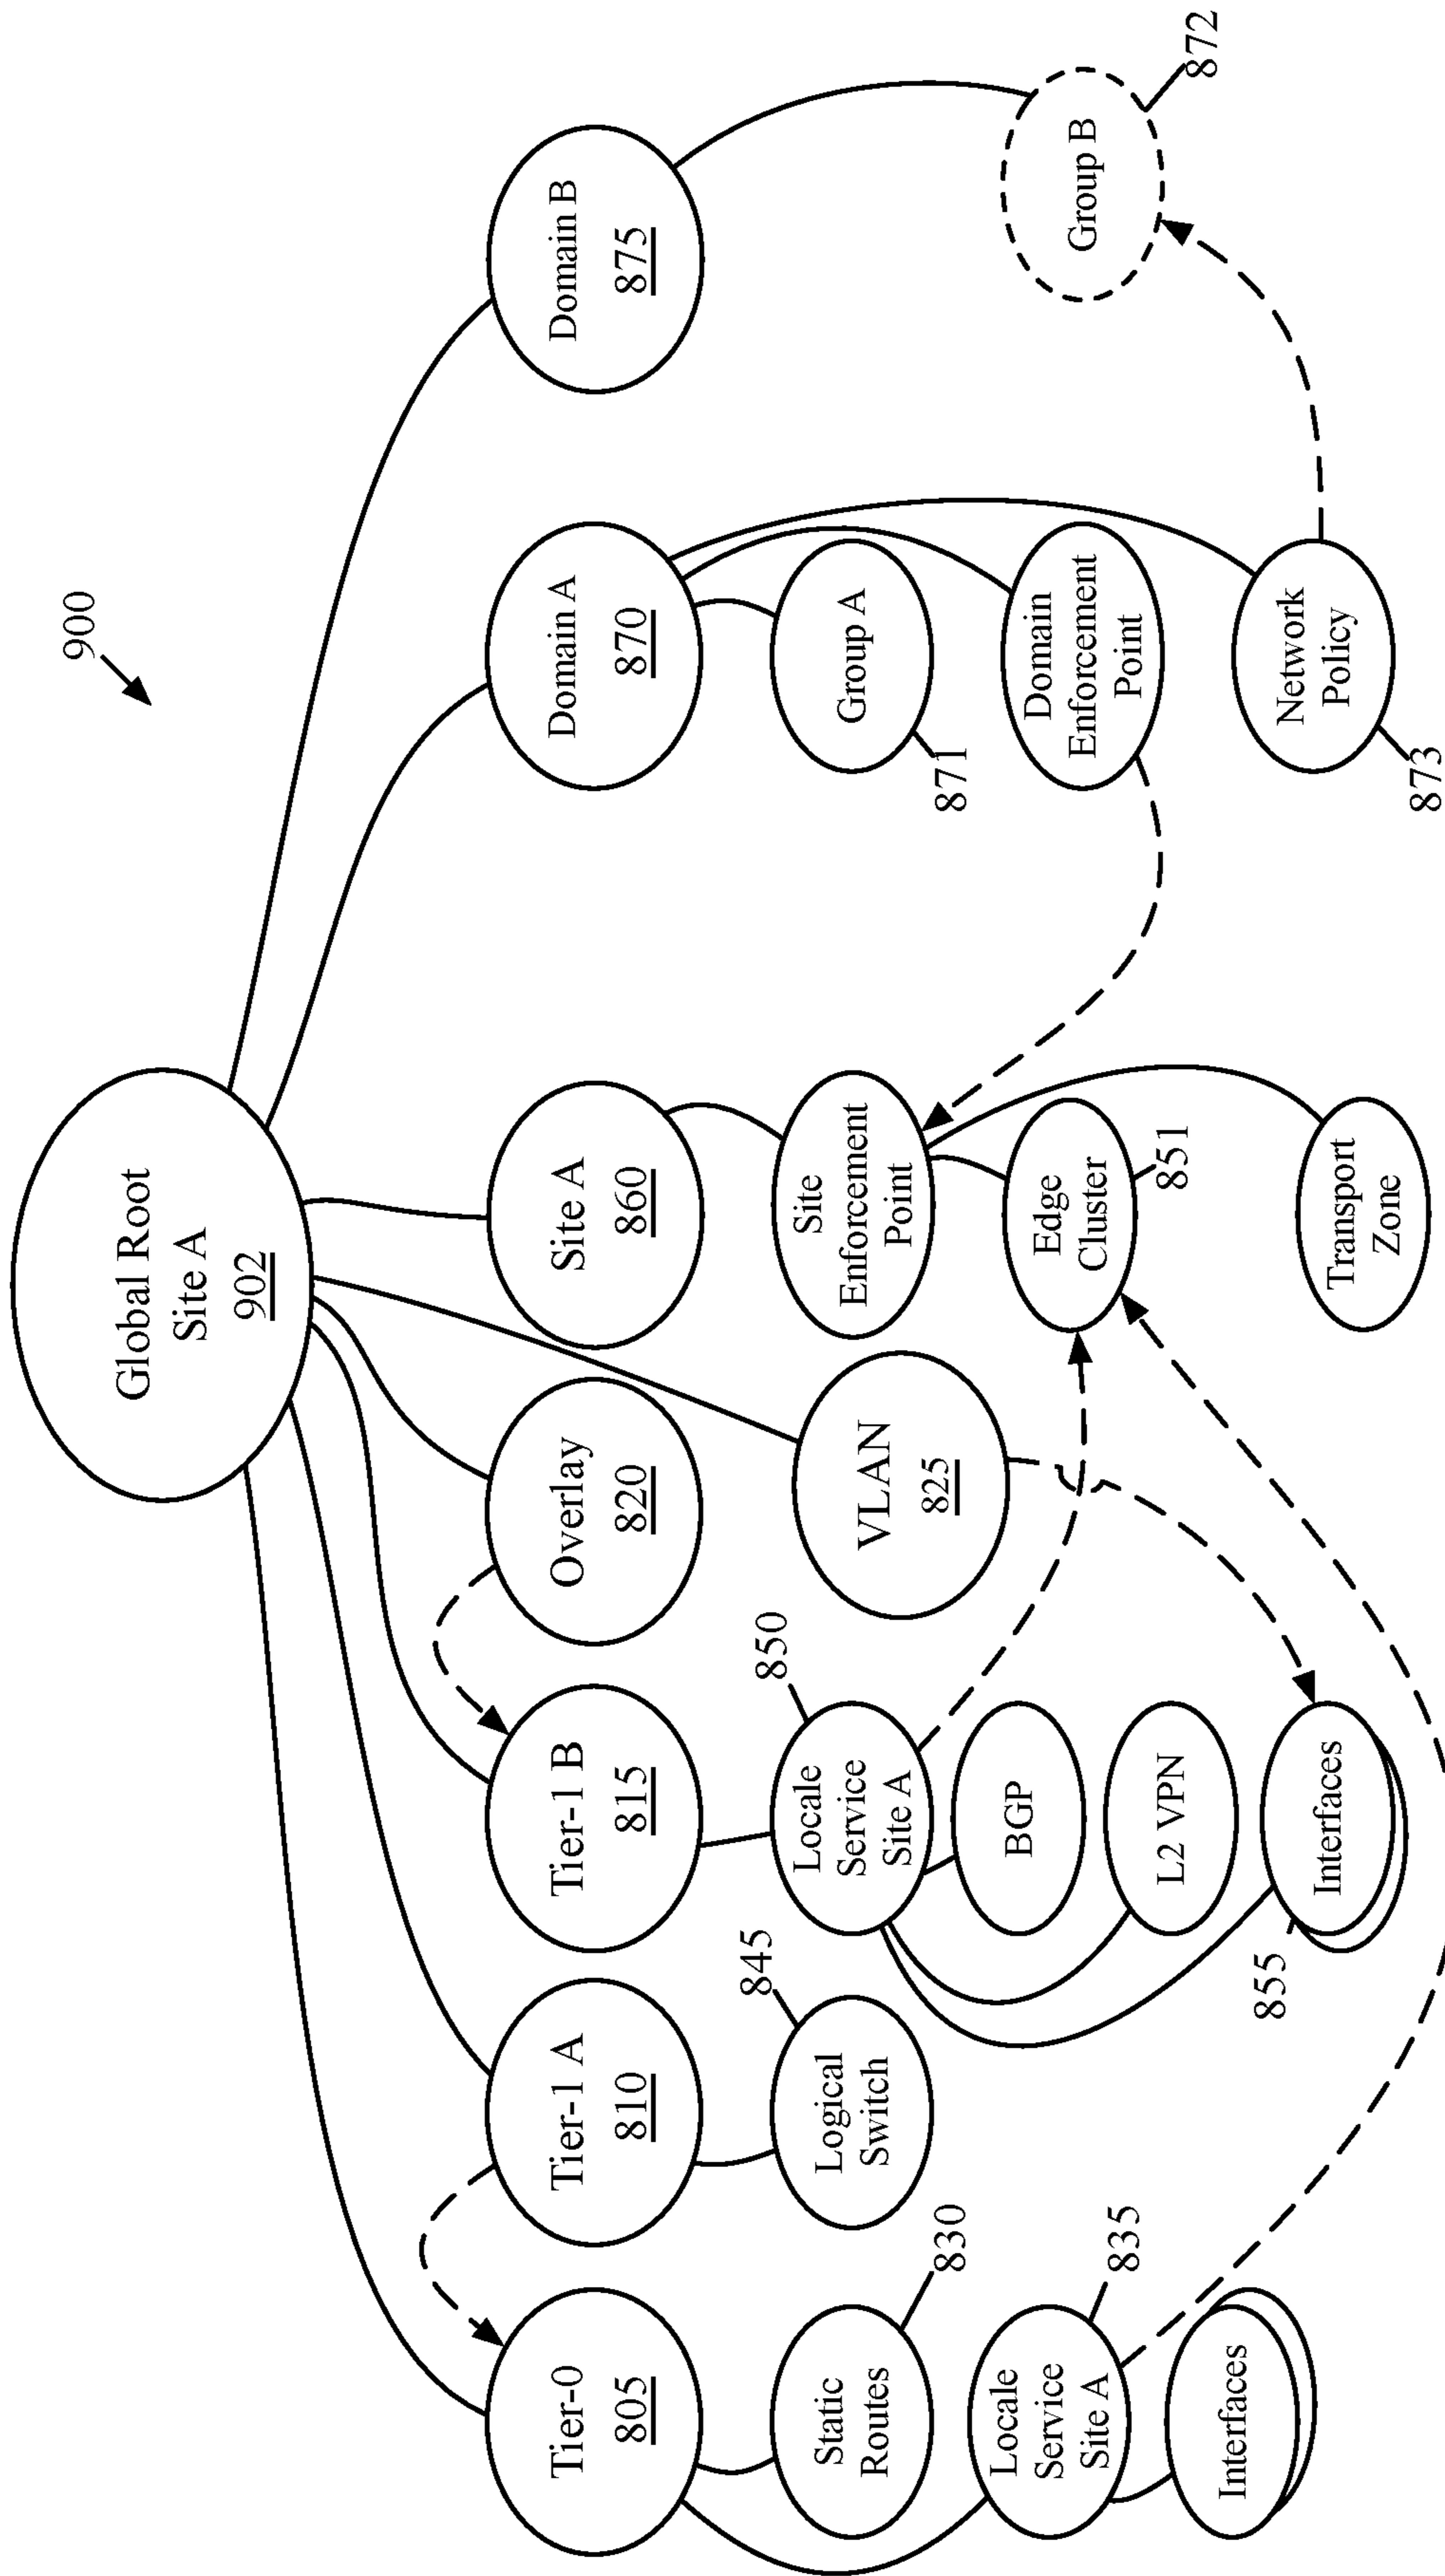 900
Global Root
Site A
902
Tier-0
805
Tier-1 A
810
Tier-1 B
815
Overlay
820
Site A
860
Domain A
870
Domain B
875
Static
Routes
830
Logical
Switch
845
Locale
Service
Site A
850
VLAN
825
Site
Enforcement
Point
Group A
871
Locale
Service
Site A
835
BGP
Edge
Cluster
851
Domain
Enforcement
Point
Group B
872
L2 VPN
Interfaces
Interfaces
855
Transport
Zone
Network
Policy
873